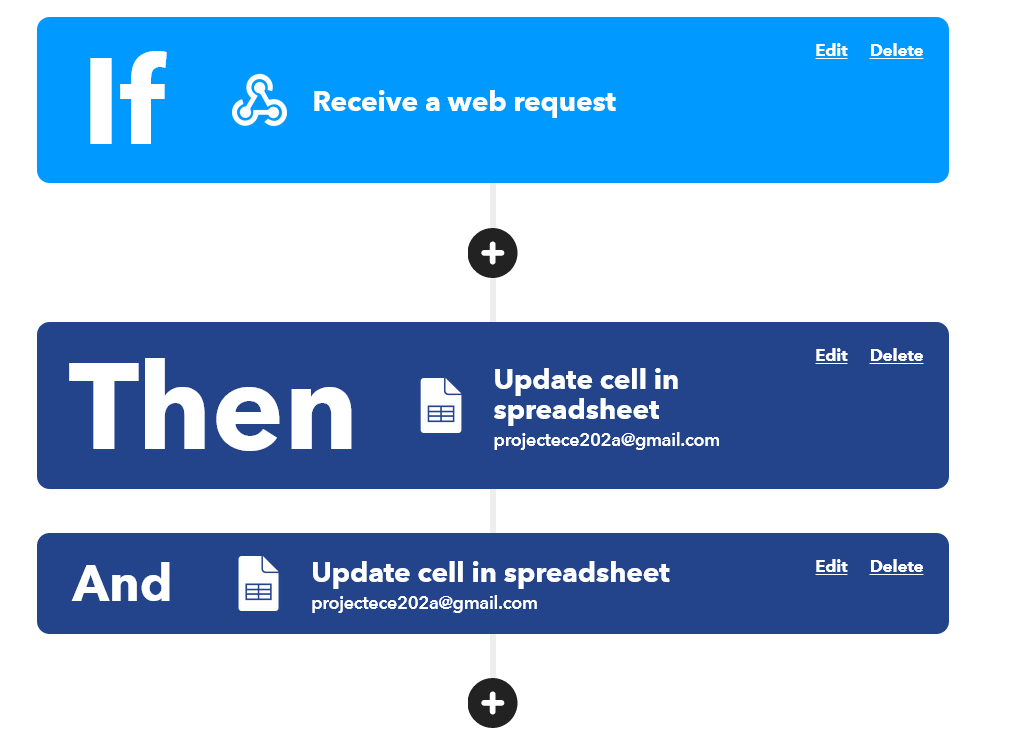 If
Receive a web request
Edit Delete
Then
Update cell in
spreadsheet
projectece202a@gmail.com
Edit Delete
And
Update cell in spreadsheet
projectece202a@gmail.com
Edit Delete